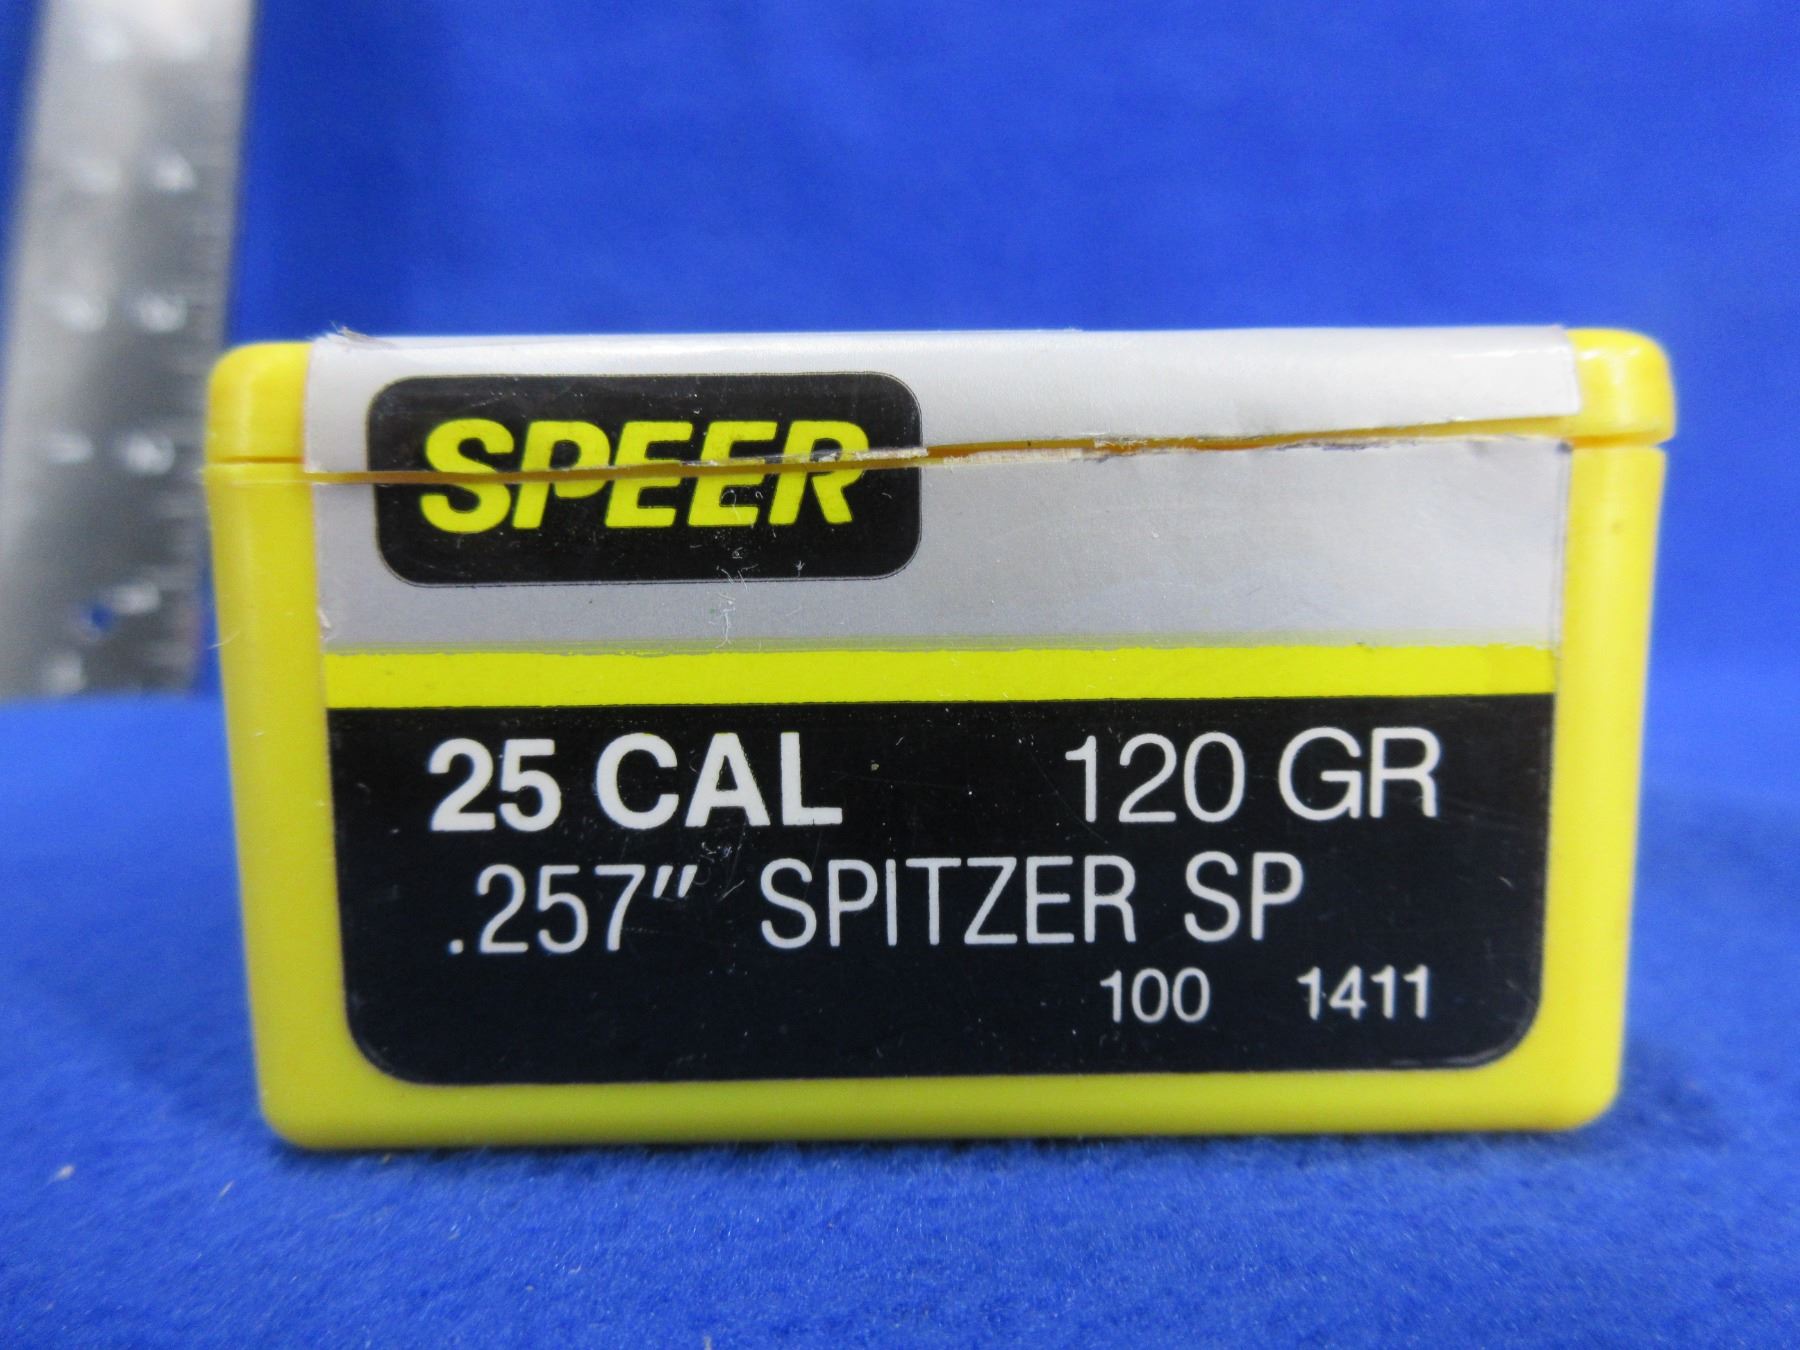 SPEER
25 CAL 120 GR
.257" SPITZER SP
100 1411